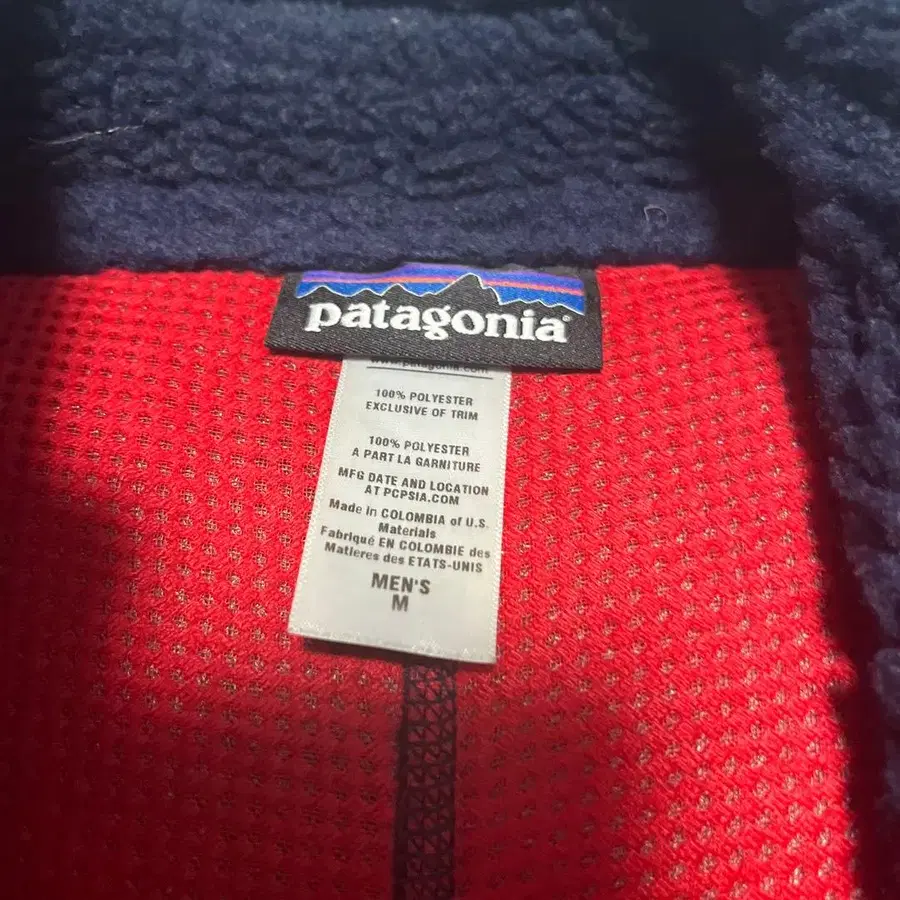 patagonia®
www.patagonia.com
100% POLYESTER
EXCLUSIVE OF TRIM
100% POLYESTER
A PART LA GARNITURE
MFG DATE AND LOCATION
AT PCPSIA.COM
Made in COLOMBIA of U.S.
Materials
Fabriqué EN COLOMBIE des
Matieres des ETATS-UNIS
MEN'S
M